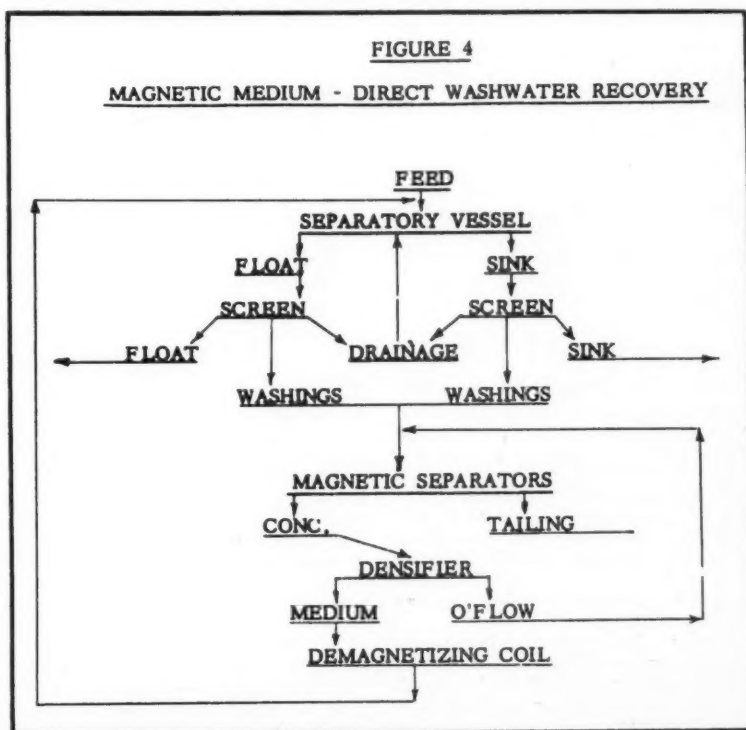 FIGURE 4
MAGNETIC MEDIUM - DIRECT WASHWATER RECOVERY
FEED
SEPARATORY VESSEL
FLOAT SINK
SCREEN SCREEN
FLOAT DRAINAGE SINK
WASHINGS WASHINGS
MAGNETIC SEPARATORS
CONC. TAILING
DENSIFIER
MEDIUM O'FLOW
DEMAGNETIZING COIL